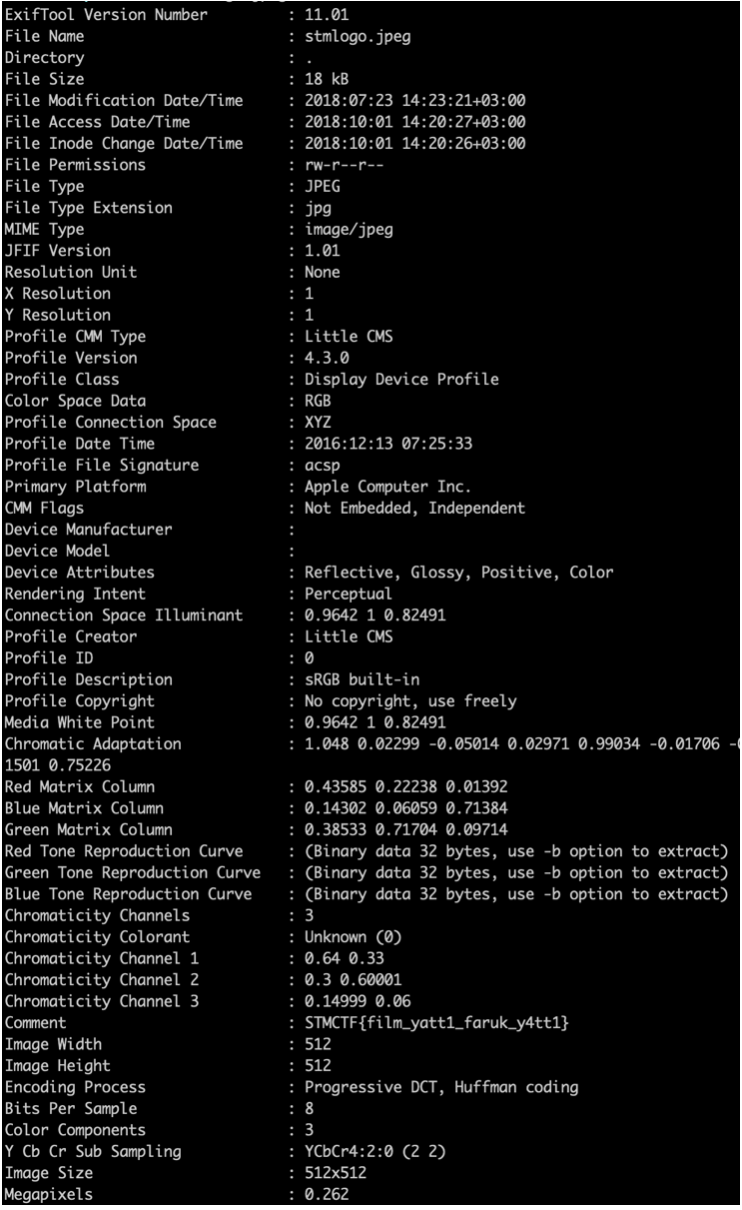 ExifTool Version Number : 11.01
File Name : stmlogo.jpeg
Directory : .
File Size : 18 kB
File Modification Date/Time : 2018:07:23 14:23:21+03:00
File Access Date/Time : 2018:10:01 14:20:27+03:00
File Inode Change Date/Time : 2018:10:01 14:20:26+03:00
File Permissions : rw-r--r--
File Type : JPEG
File Type Extension : jpg
MIME Type : image/jpeg
JFIF Version : 1.01
Resolution Unit : None
X Resolution : 1
Y Resolution : 1
Profile CMM Type : Little CMS
Profile Version : 4.3.0
Profile Class : Display Device Profile
Color Space Data : RGB
Profile Connection Space : XYZ
Profile Date Time : 2016:12:13 07:25:33
Profile File Signature : acsp
Primary Platform : Apple Computer Inc.
CMM Flags : Not Embedded, Independent
Device Manufacturer :
Device Model :
Device Attributes : Reflective, Glossy, Positive, Color
Rendering Intent : Perceptual
Connection Space Illuminant : 0.9642 1 0.82491
Profile Creator : Little CMS
Profile ID : 0
Profile Description : sRGB built-in
Profile Copyright : No copyright, use freely
Media White Point : 0.9642 1 0.82491
Chromatic Adaptation : 1.048 0.02299 -0.05014 0.02971 0.99034 -0.01706
1501 0.75226
Red Matrix Column : 0.43585 0.22238 0.01392
Blue Matrix Column : 0.14302 0.06059 0.71384
Green Matrix Column : 0.38533 0.71704 0.09714
Red Tone Reproduction Curve : (Binary data 32 bytes, use -b option to extract)
Green Tone Reproduction Curve : (Binary data 32 bytes, use -b option to extract)
Blue Tone Reproduction Curve : (Binary data 32 bytes, use -b option to extract)
Chromaticity Channels : 3
Chromaticity Colorant : Unknown (0)
Chromaticity Channel 1 : 0.64 0.33
Chromaticity Channel 2 : 0.3 0.60001
Chromaticity Channel 3 : 0.14999 0.06
Comment : STMCTF{film_yatt1_faruk_y4tt1}
Image Width : 512
Image Height : 512
Encoding Process : Progressive DCT, Huffman coding
Bits Per Sample : 8
Color Components : 3
Y Cb Cr Sub Sampling : YCbCr4:2:0 (2 2)
Image Size : 512x512
Megapixels : 0.262